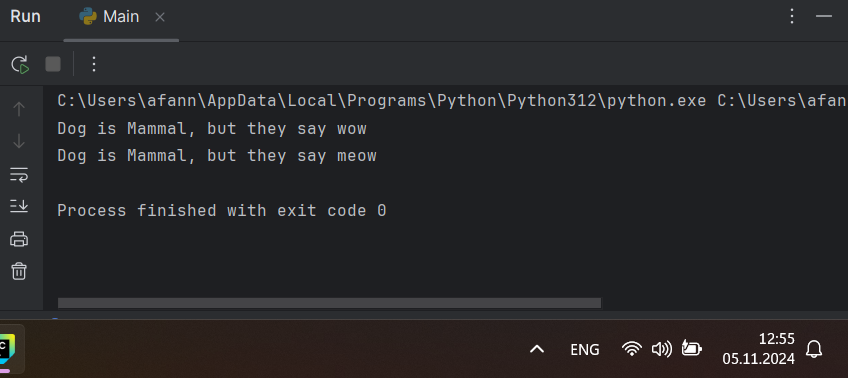 Run
Main
C:\Users\afann\AppData\Local\Programs\Python\Python312\python.exe C:\Users\afan
Dog is Mammal, but they say wow
Dog is Mammal, but they say meow
Process finished with exit code 0
C
ENG
12:55
05.11.2024